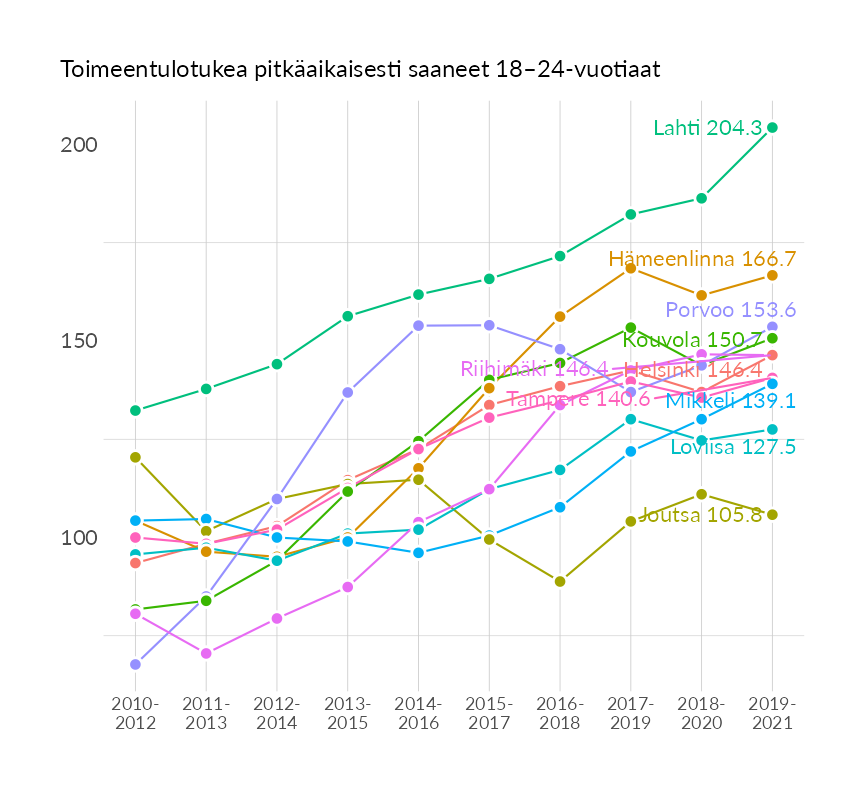 Toimeentulotukea pitkäaikaisesti saaneet 18–24-vuotiaat
200
150
100
Lahti 204.3
Hämeenlinna 166.7
Porvoo 153.6
Kouvola 150.7
Riihimäki 146.4
Helsinki 146.4
Tampere 140.6
Mikkeli 139.1
Loviisa 127.5
Joutsa 105.8
2010-
2012
2011-
2013
2012-
2014
2013-
2015
2014-
2016
2015-
2017
2016-
2018
2017-
2019
2018-
2020
2019-
2021